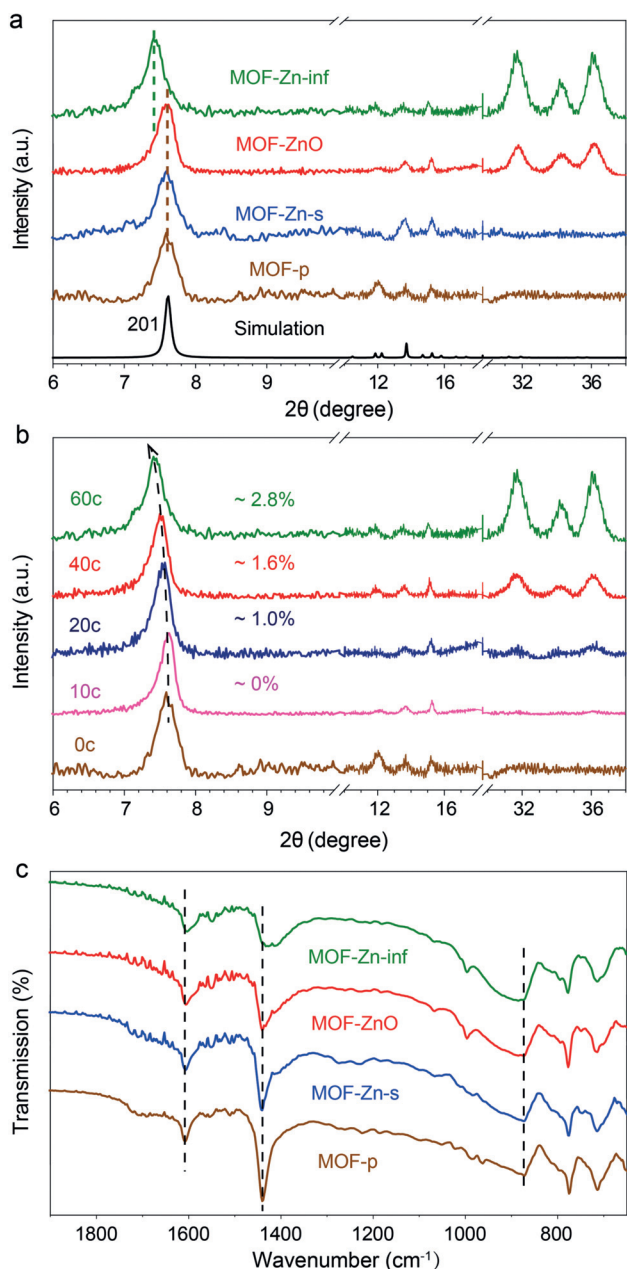 a
MOF-Zn-inf
MOF-ZnO
MOF-Zn-s
MOF-p
201
Simulation
Intensity (a.u.)
6 7 8 9 12 16 32 36
2θ (degree)
b
60c ~ 2.8%
40c ~ 1.6%
20c ~ 1.0%
10c ~ 0%
0c
Intensity (a.u.)
6 7 8 9 12 16 32 36
2θ (degree)
c
MOF-Zn-inf
MOF-ZnO
MOF-Zn-s
MOF-p
Transmission (%)
1800 1600 1400 1200 1000 800
Wavenumber (cm⁻¹)